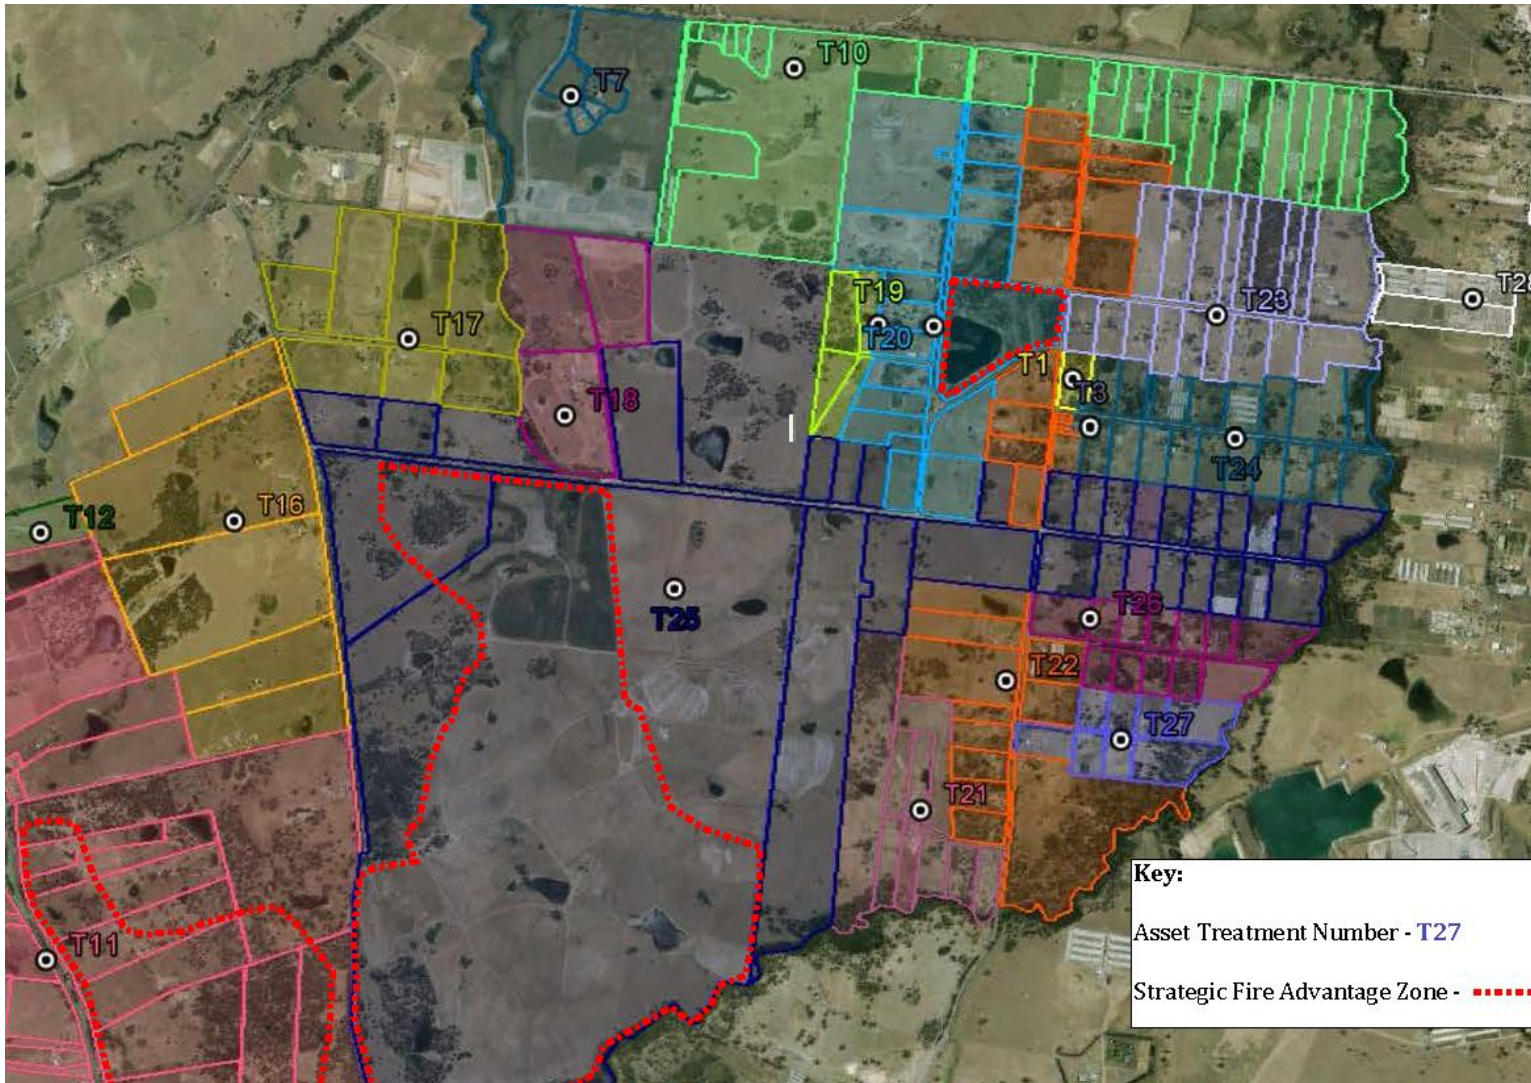 T10
T7
T28
T19
T23
T17
T20
T1
T3
T18
T24
T16
T12
T25
T26
T22
T27
T21
Key:
Asset Treatment Number - T27
T11
Strategic Fire Advantage Zone -